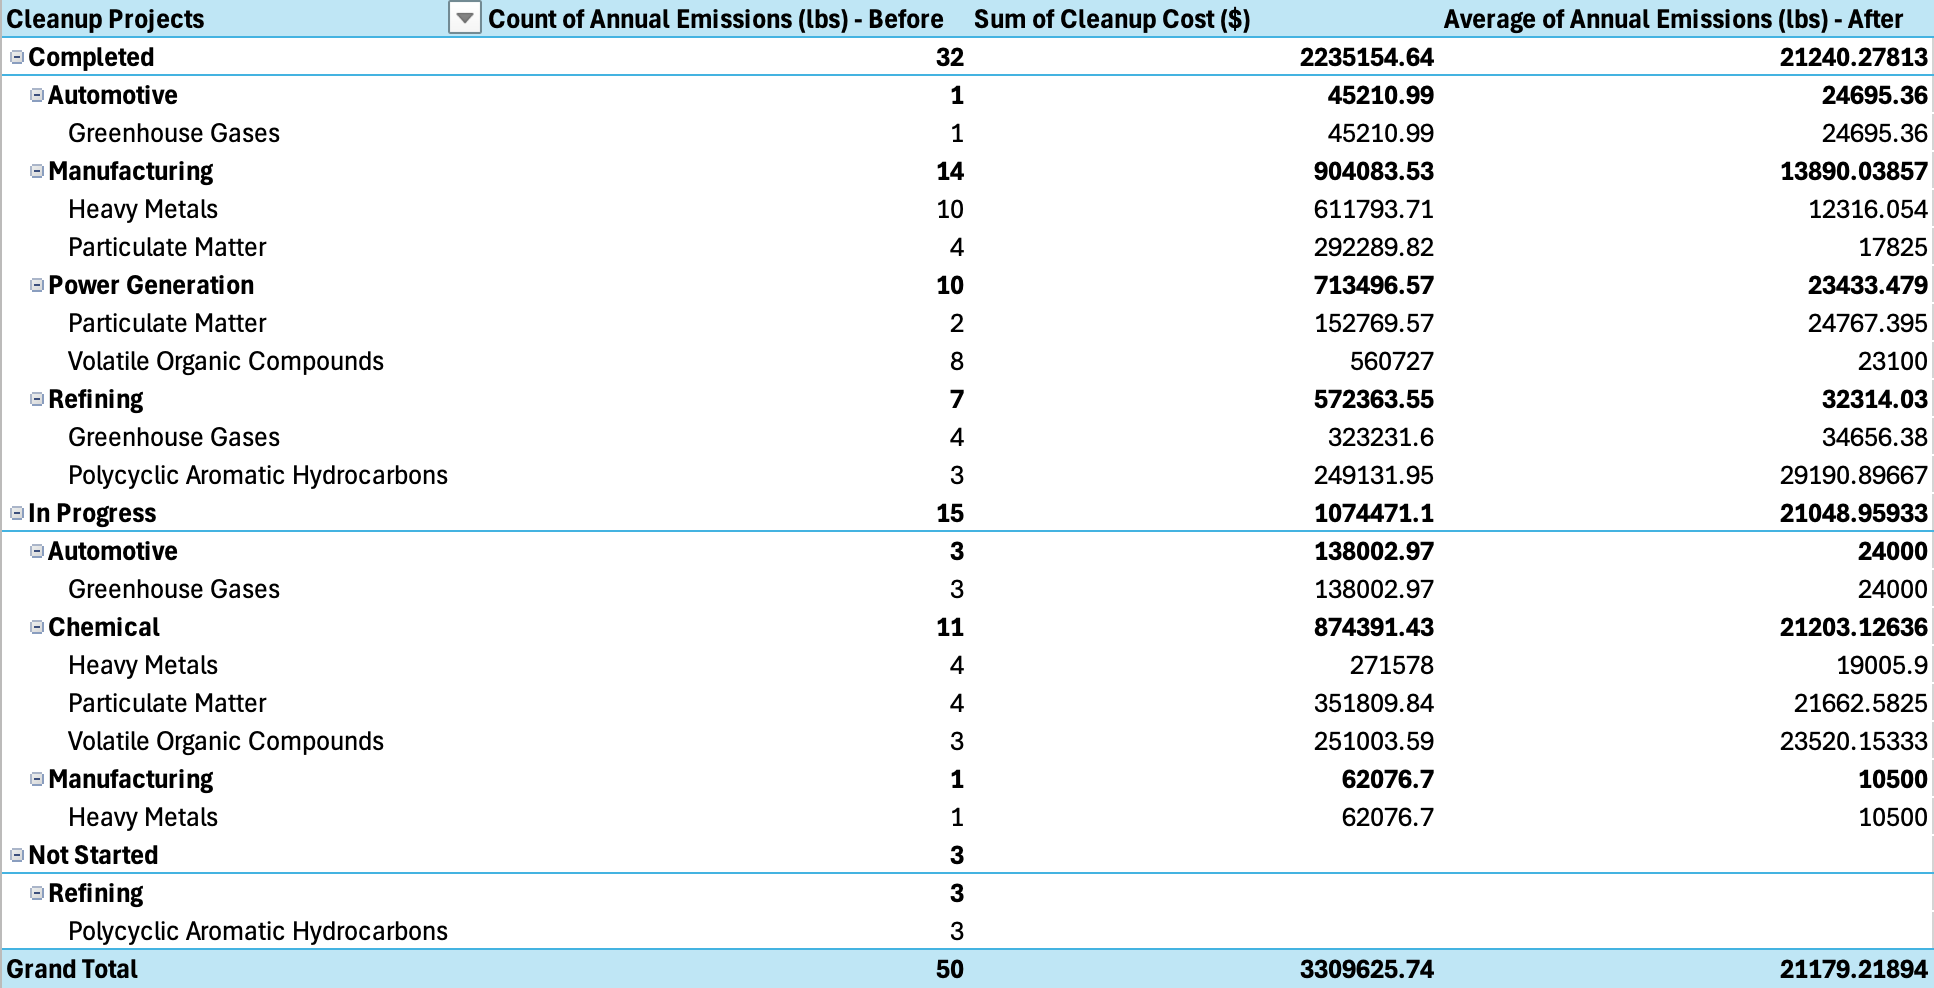 Cleanup Projects Count of Annual Emissions (lbs) - Before Sum of Cleanup Cost ($) Average of Annual Emissions (lbs) - After
Completed 32 2235154.64 21240.27813
Automotive 1 45210.99 24695.36
Greenhouse Gases 1 45210.99 24695.36
Manufacturing 14 904083.53 13890.03857
Heavy Metals 10 611793.71 12316.054
Particulate Matter 4 292289.82 17825
Power Generation 10 713496.57 23433.479
Particulate Matter 2 152769.57 24767.395
Volatile Organic Compounds 8 560727 23100
Refining 7 572363.55 32314.03
Greenhouse Gases 4 323231.6 34656.38
Polycyclic Aromatic Hydrocarbons 3 249131.95 29190.89667
In Progress 15 1074471.1 21048.95933
Automotive 3 138002.97 24000
Greenhouse Gases 3 138002.97 24000
Chemical 11 874391.43 21203.12636
Heavy Metals 4 271578 19005.9
Particulate Matter 4 351809.84 21662.5825
Volatile Organic Compounds 3 251003.59 23520.15333
Manufacturing 1 62076.7 10500
Heavy Metals 1 62076.7 10500
Not Started 3
Refining 3
Polycyclic Aromatic Hydrocarbons 3
Grand Total 50 3309625.74 21179.21894